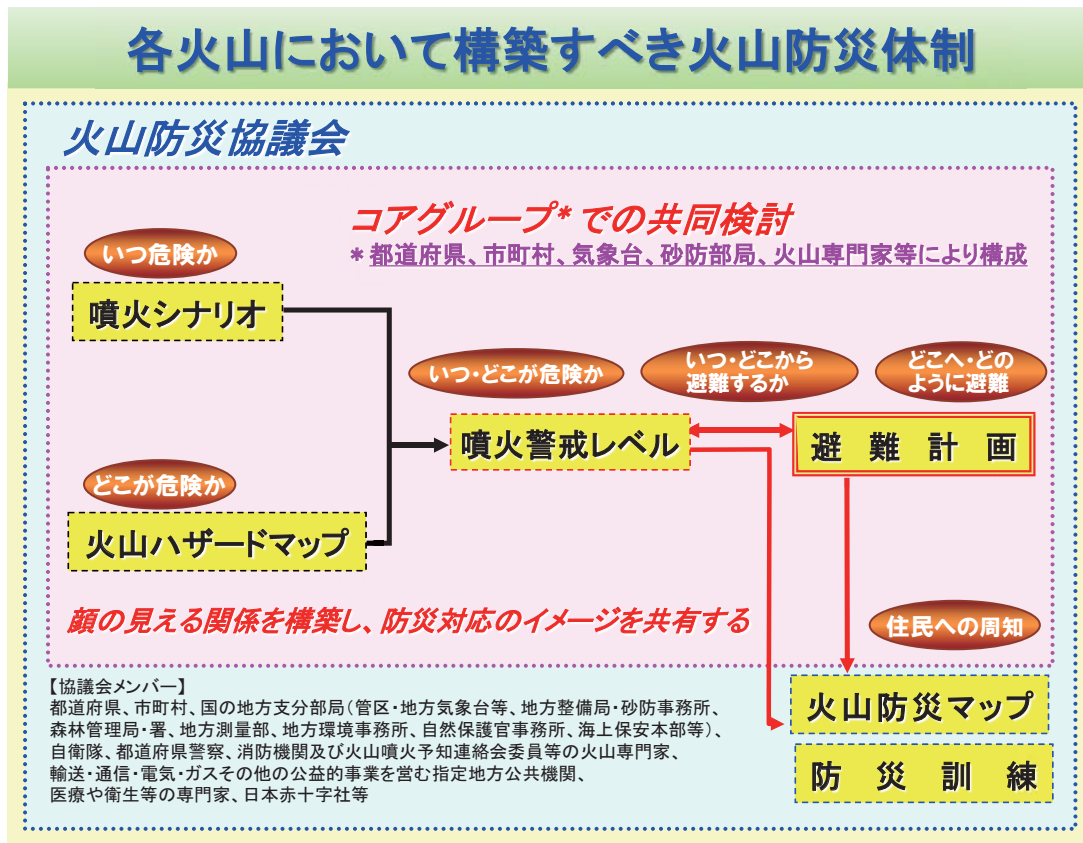 各火山において構築すべき火山防災体制
火山防災協議会
コアグループ*での共同検討
*都道府県、市町村、気象台、砂防部局、火山専門家等により構成
いつ危険か
噴火シナリオ
いつ・どこが危険か
いつ・どこから
避難するか
どこへ・どの
ように避難
噴火警戒レベル
避難計画
どこが危険か
火山ハザードマップ
顔の見える関係を構築し、防災対応のイメージを共有する
住民への周知
【協議会メンバー】
都道府県、市町村、国の地方支分部局(管区・地方気象台等、地方整備局・砂防事務所、
森林管理局・署、地方測量部、地方環境事務所、自然保護官事務所、海上保安本部等)、
自衛隊、都道府県警察、消防機関及び火山噴火予知連絡会委員等の火山専門家、
輸送・通信・電気・ガスその他の公益的事業を営む指定地方公共機関、
医療や衛生等の専門家、日本赤十字社等
火山防災マップ
防災訓練